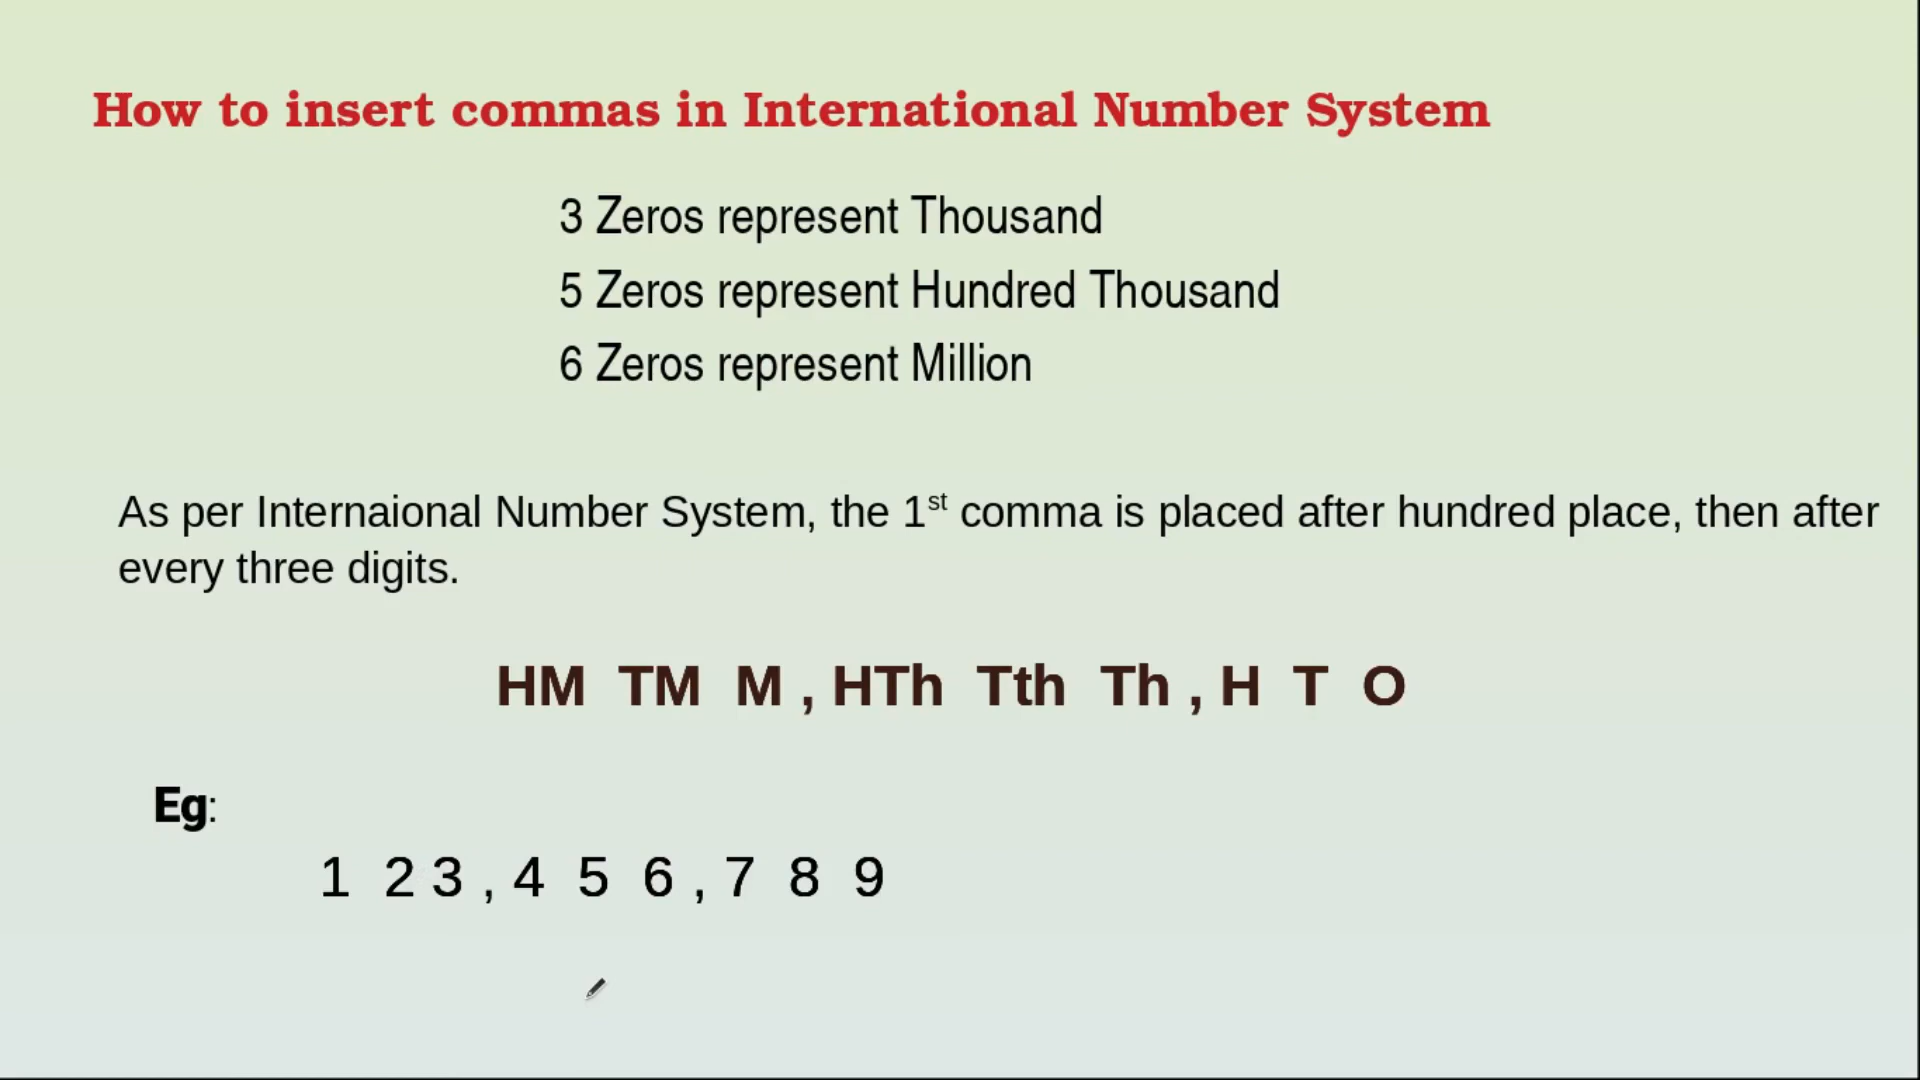 How to insert commas in International Number System
3 Zeros represent Thousand
5 Zeros represent Hundred Thousand
6 Zeros represent Million
As per Internaional Number System, the 1st comma is placed after hundred place, then after
every three digits.
HM TM M , HTh Tth Th , H T O
Eg:
1 2 3 , 4 5 6 , 7 8 9